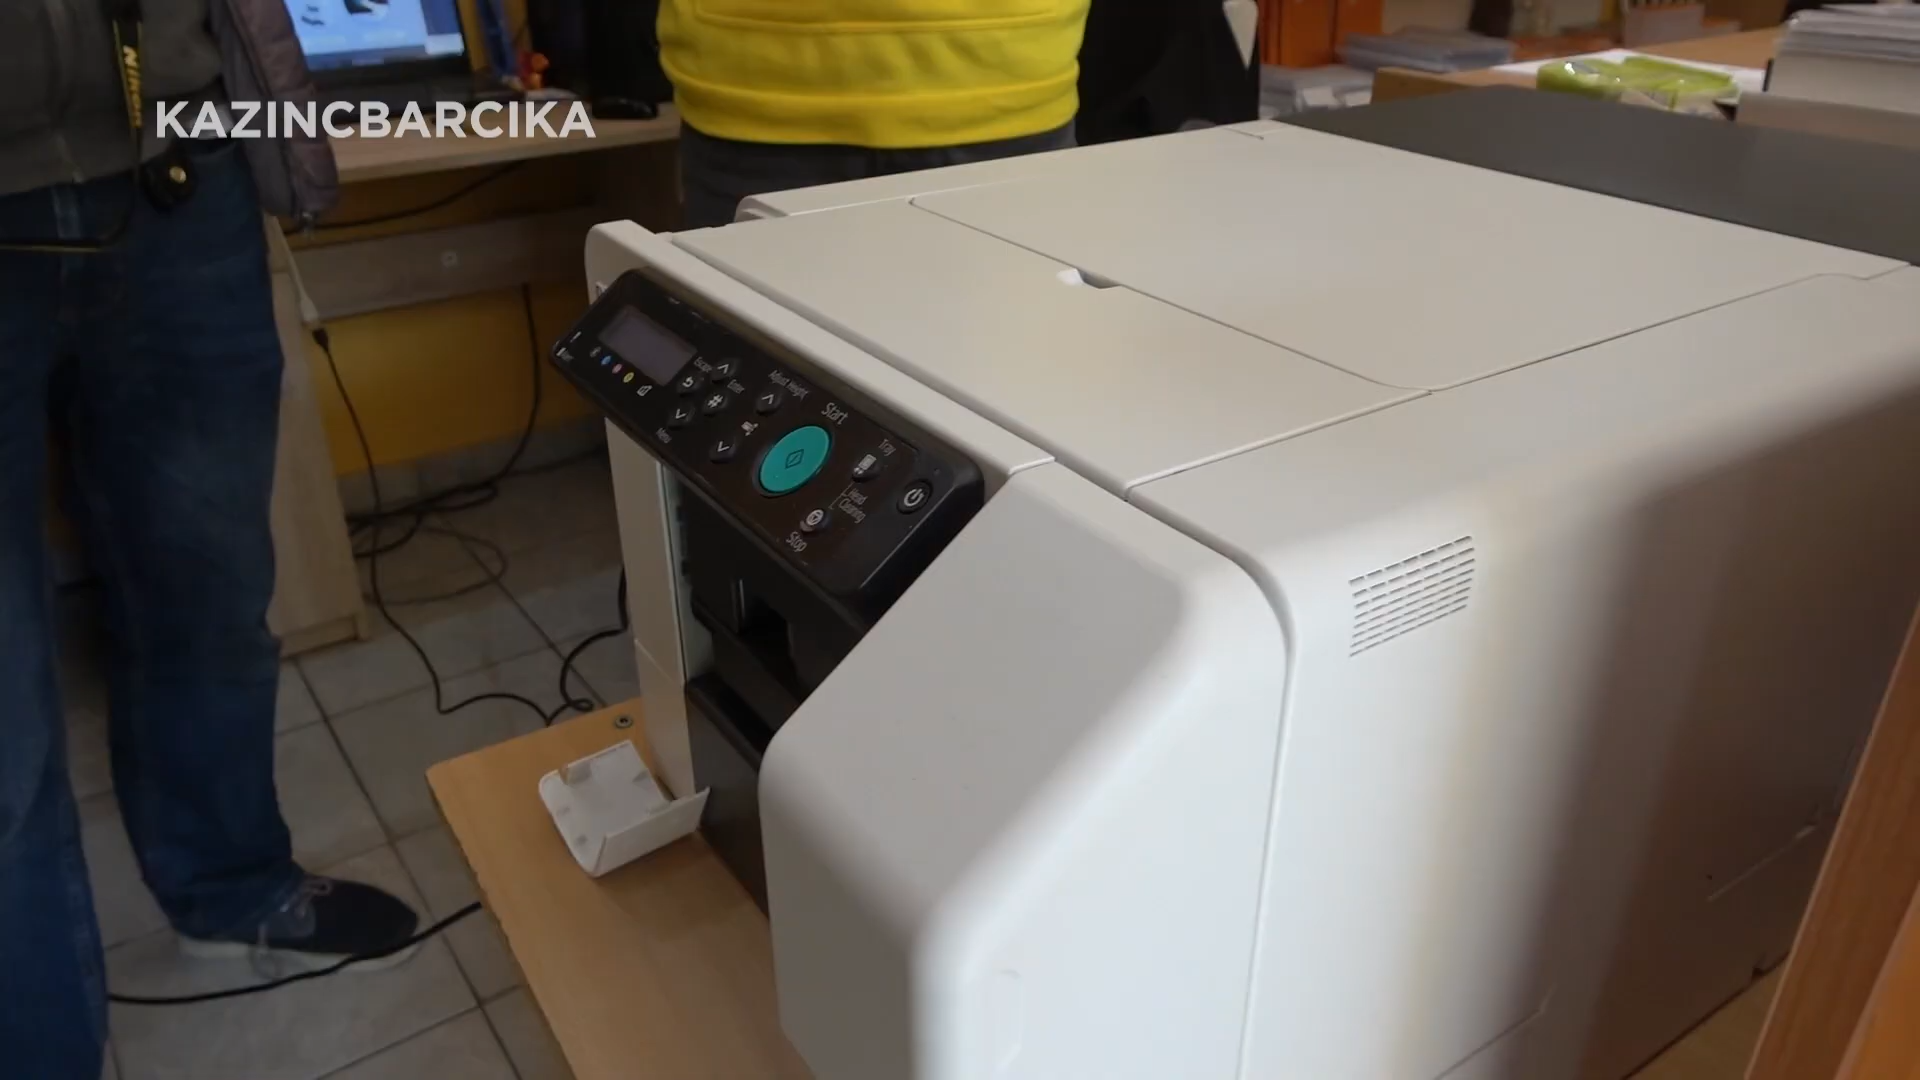 Nikon
KAZINCBARCIKA
Escape
Enter
Menu
Adjust Height
Start
Tray
Head
Cleaning
Stop